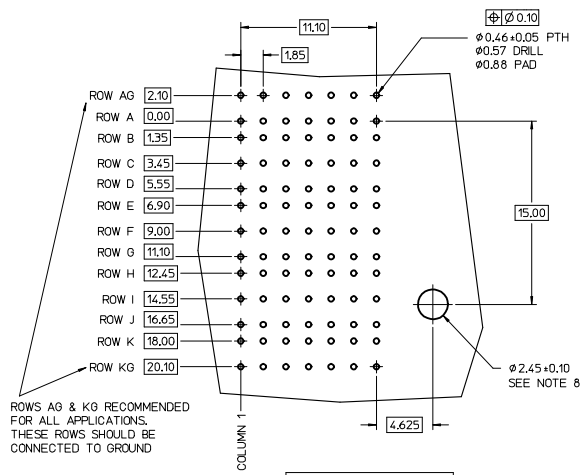 ⌖ Ø 0.10
11.10
Ø0.46±0.05 PTH
Ø0.57 DRILL
Ø0.88 PAD
1.85
ROW AG 2.10
ROW A 0.00
ROW B 1.35
ROW C 3.45
ROW D 5.55
ROW E 6.90
ROW F 9.00
ROW G 11.10
ROW H 12.45
ROW I 14.55
ROW J 16.65
ROW K 18.00
ROW KG 20.10
15.00
Ø2.45±0.10
SEE NOTE 8
4.625
ROWS AG & KG RECOMMENDED
FOR ALL APPLICATIONS.
THESE ROWS SHOULD BE
CONNECTED TO GROUND
COLUMN 1